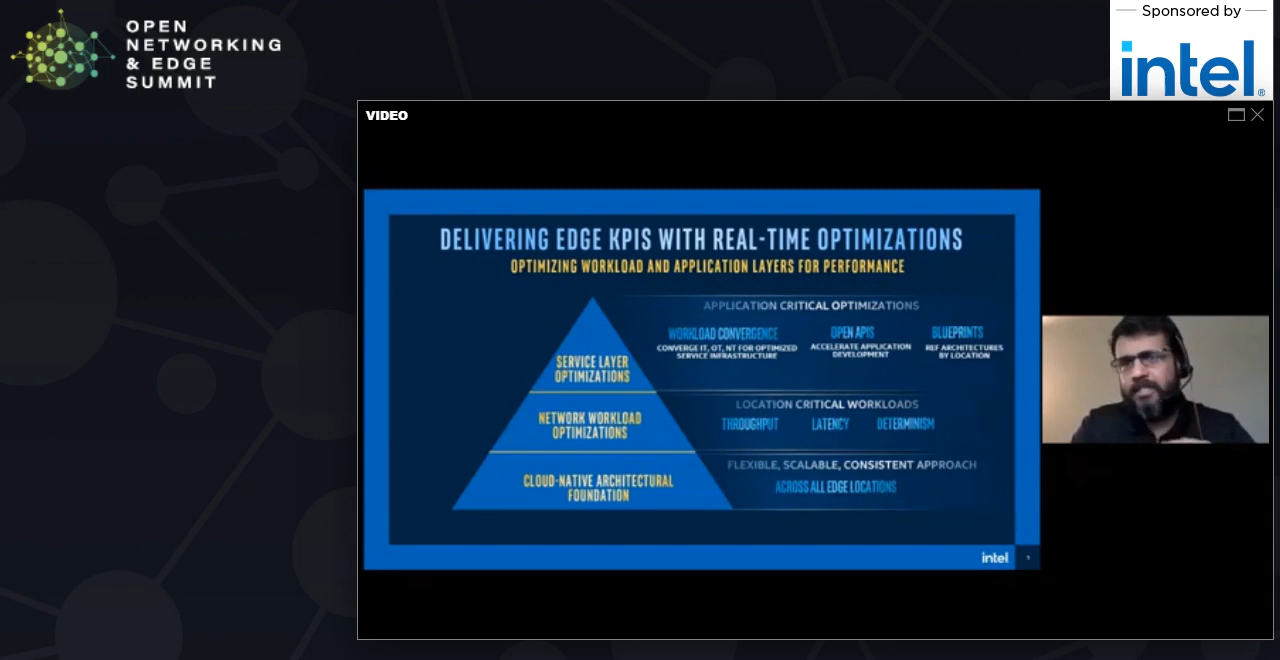 OPEN
NETWORKING
& EDGE
SUMMIT
Sponsored by
intel®
VIDEO
DELIVERING EDGE KPIS WITH REAL-TIME OPTIMIZATIONS
OPTIMIZING WORKLOAD AND APPLICATION LAYERS FOR PERFORMANCE
SERVICE LAYER
OPTIMIZATIONS
APPLICATION CRITICAL OPTIMIZATIONS
WORKLOAD CONVERGENCE
CONVERGE IT, OT, NT FOR OPTIMIZED
SERVICE INFRASTRUCTURE
OPEN APIS
ACCELERATE APPLICATION
DEVELOPMENT
BLUEPRINTS
REF ARCHITECTURES
BY LOCATION
NETWORK WORKLOAD
OPTIMIZATIONS
LOCATION CRITICAL WORKLOADS
THROUGHPUT LATENCY DETERMINISM
CLOUD-NATIVE ARCHITECTURAL
FOUNDATION
FLEXIBLE, SCALABLE, CONSISTENT APPROACH
ACROSS ALL EDGE LOCATIONS
intel